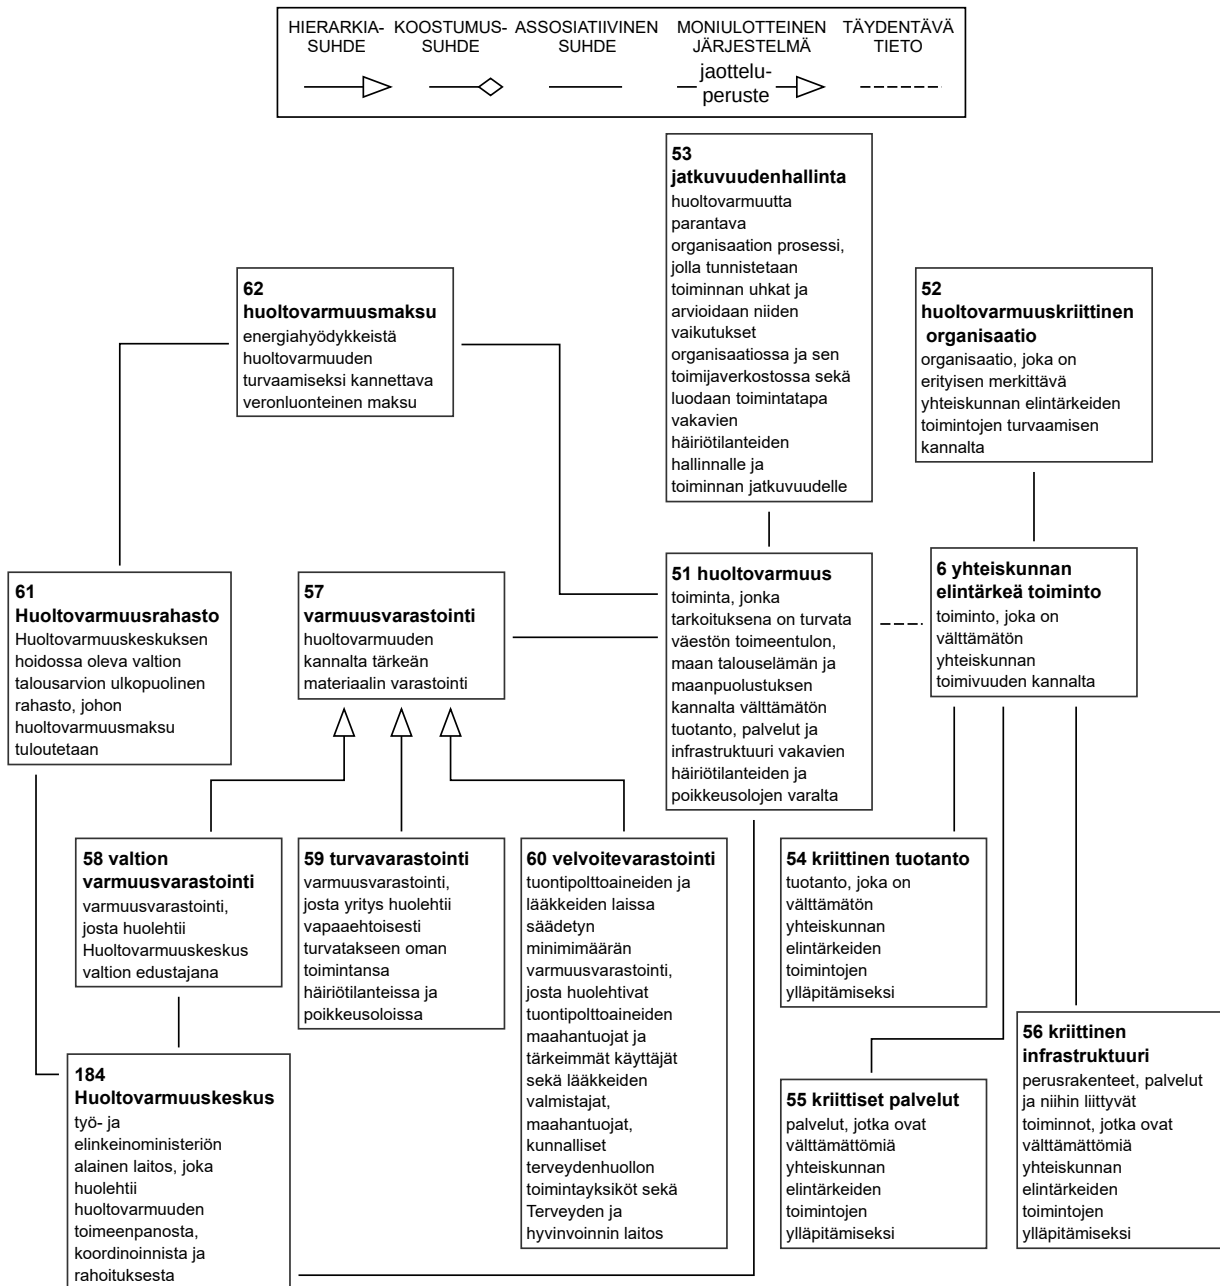 HIERARKIA-
SUHDE
KOOSTUMUS-
SUHDE
ASSOSIATIIVINEN
SUHDE
MONIULOTTEINEN
JÄRJESTELMÄ
jaottelu-
peruste
TÄYDENTÄVÄ
TIETO
53
jatkuvuudenhallinta
huoltovarmuutta
parantava
organisaation prosessi,
jolla tunnistetaan
toiminnan uhkat ja
arvioidaan niiden
vaikutukset
organisaatiossa ja sen
toimijaverkostossa sekä
luodaan toimintatapa
vakavien
häiriötilanteiden
hallinnalle ja
toiminnan jatkuvuudelle
62
huoltovarmuusmaksu
energiahyödykkeistä
huoltovarmuuden
turvaamiseksi kannettava
veronluonteinen maksu
52
huoltovarmuuskriittinen
organisaatio
organisaatio, joka on
erityisen merkittävä
yhteiskunnan elintärkeiden
toimintojen turvaamisen
kannalta
61
Huoltovarmuusrahasto
Huoltovarmuuskeskuksen
hoidossa oleva valtion
talousarvion ulkopuolinen
rahasto, johon
huoltovarmuusmaksu
tuloutetaan
57
varmuusvarastointi
huoltovarmuuden
kannalta tärkeän
materiaalin varastointi
51 huoltovarmuus
toiminta, jonka
tarkoituksena on turvata
väestön toimeentulon,
maan talouselämän ja
maanpuolustuksen
kannalta välttämätön
tuotanto, palvelut ja
infrastruktuuri vakavien
häiriötilanteiden ja
poikkeusolojen varalta
6 yhteiskunnan
elintärkeä toiminto
toiminto, joka on
välttämätön
yhteiskunnan
toimivuuden kannalta
58 valtion
varmuusvarastointi
varmuusvarastointi,
josta huolehtii
Huoltovarmuuskeskus
valtion edustajana
59 turvavarastointi
varmuusvarastointi,
josta yritys huolehtii
vapaaehtoisesti
turvatakseen oman
toimintansa
häiriötilanteissa ja
poikkeusoloissa
60 velvoitevarastointi
tuontipolttoaineiden ja
lääkkeiden laissa
säädetyn
minimimäärän
varmuusvarastointi,
josta huolehtivat
tuontipolttoaineiden
maahantuojat ja
tärkeimmät käyttäjät
sekä lääkkeiden
valmistajat,
maahantuojat,
kunnalliset
terveydenhuollon
toimintayksiköt sekä
Terveyden ja
hyvinvoinnin laitos
54 kriittinen tuotanto
tuotanto, joka on
välttämätön
yhteiskunnan
elintärkeiden
toimintojen
ylläpitämiseksi
184
Huoltovarmuuskeskus
työ- ja
elinkeinoministeriön
alainen laitos, joka
huolehtii
huoltovarmuuden
toimeenpanosta,
koordinoinnista ja
rahoituksesta
55 kriittiset palvelut
palvelut, jotka ovat
välttämättömiä
yhteiskunnan
elintärkeiden
toimintojen
ylläpitämiseksi
56 kriittinen
infrastruktuuri
perusrakenteet, palvelut
ja niihin liittyvät
toiminnot, jotka ovat
välttämättömiä
yhteiskunnan
elintärkeiden
toimintojen
ylläpitämiseksi